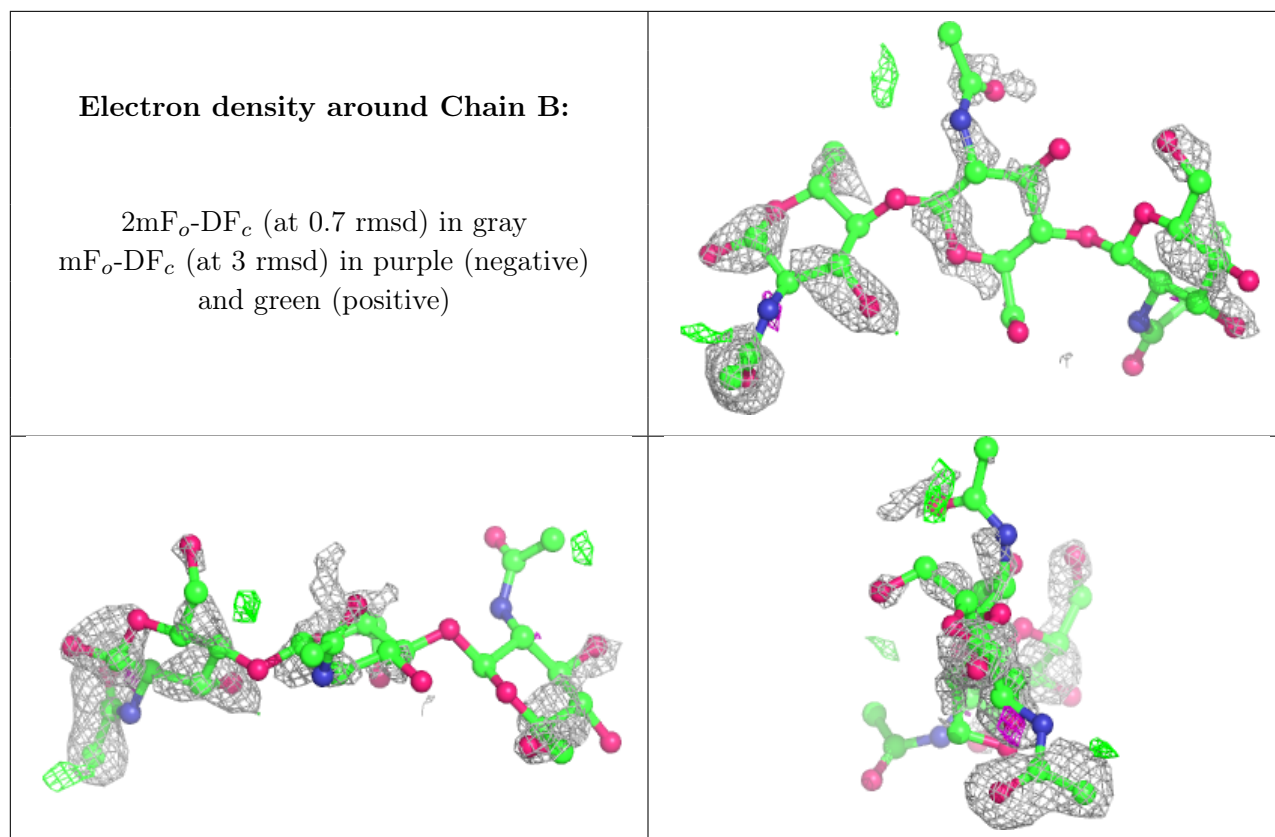 Electron density around Chain B:
2mFo-DFc (at 0.7 rmsd) in gray
mFo-DFc (at 3 rmsd) in purple (negative)
and green (positive)